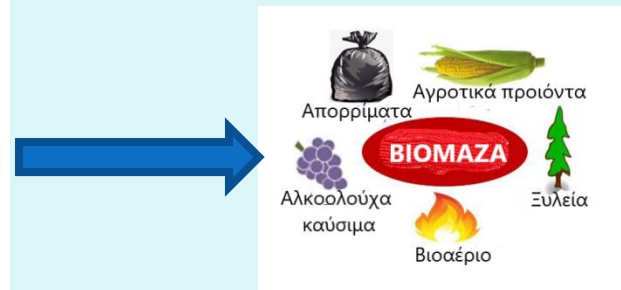 Αγροτικά προιόντα
Απορρίματα
ΒΙΟΜΑΖΑ
Αλκοολούχα
καύσιμα
Ξυλεία
Βιοαέριο